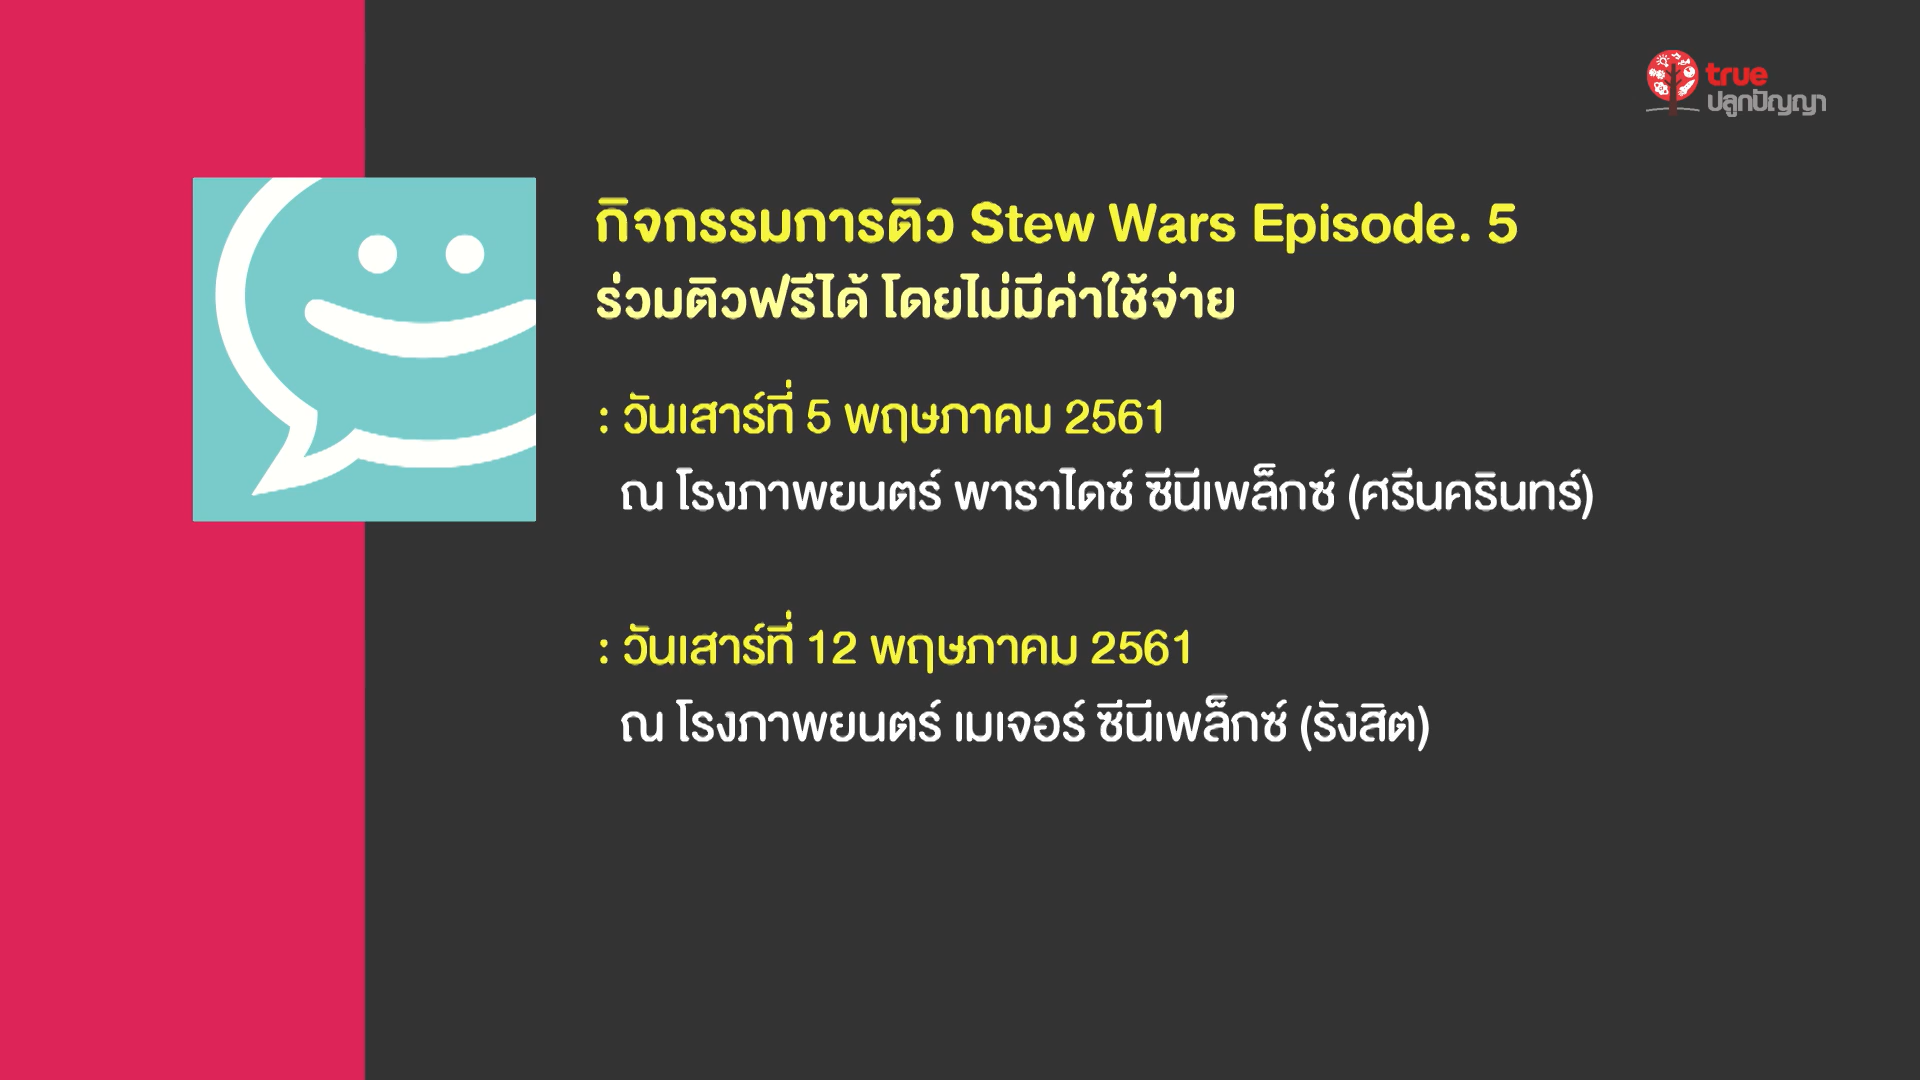 true
ปลูกปัญญา
กิจกรรมการติว Stew Wars Episode. 5
ร่วมติวฟรีได้ โดยไม่มีค่าใช้จ่าย
: วันเสาร์ที่ 5 พฤษภาคม 2561
ณ โรงภาพยนตร์ พาราไดซ์ ซีนีเพล็กซ์ (ศรีนครินทร์)
: วันเสาร์ที่ 12 พฤษภาคม 2561
ณ โรงภาพยนตร์ เมเจอร์ ซีนีเพล็กซ์ (รังสิต)